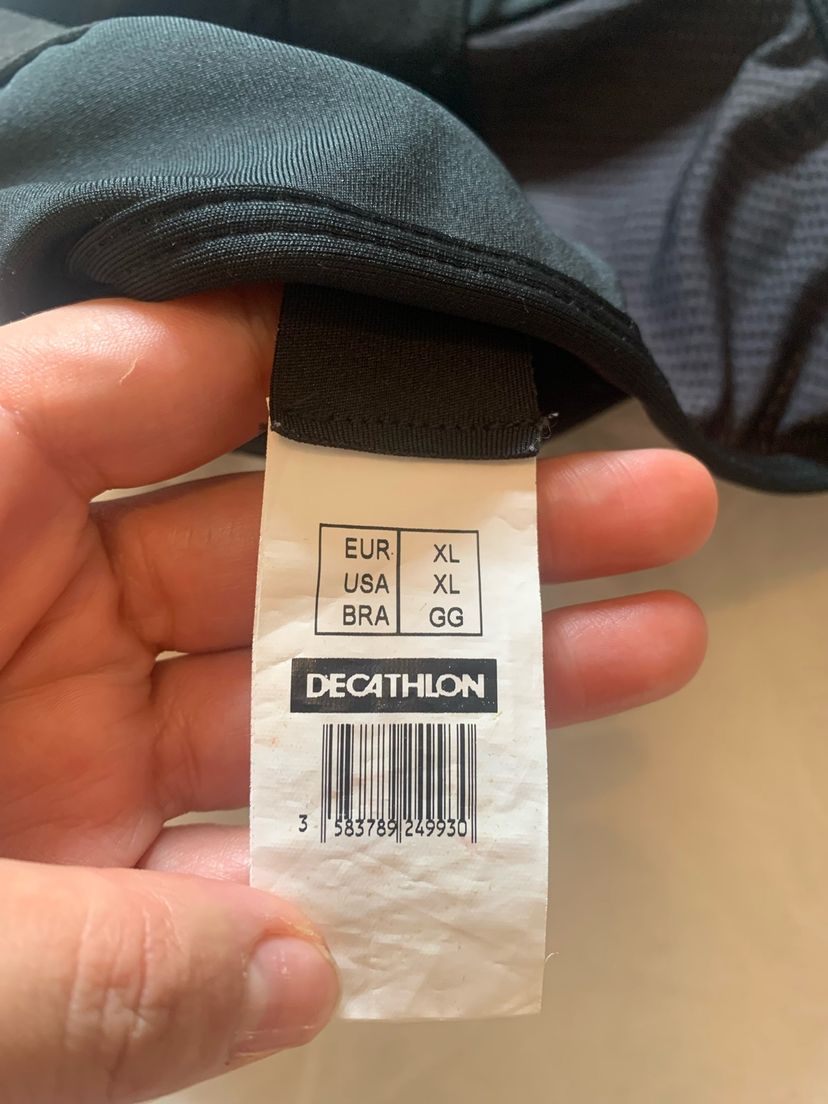 EUR XL
USA XL
BRA GG
DECATHLON
3 583789 249930